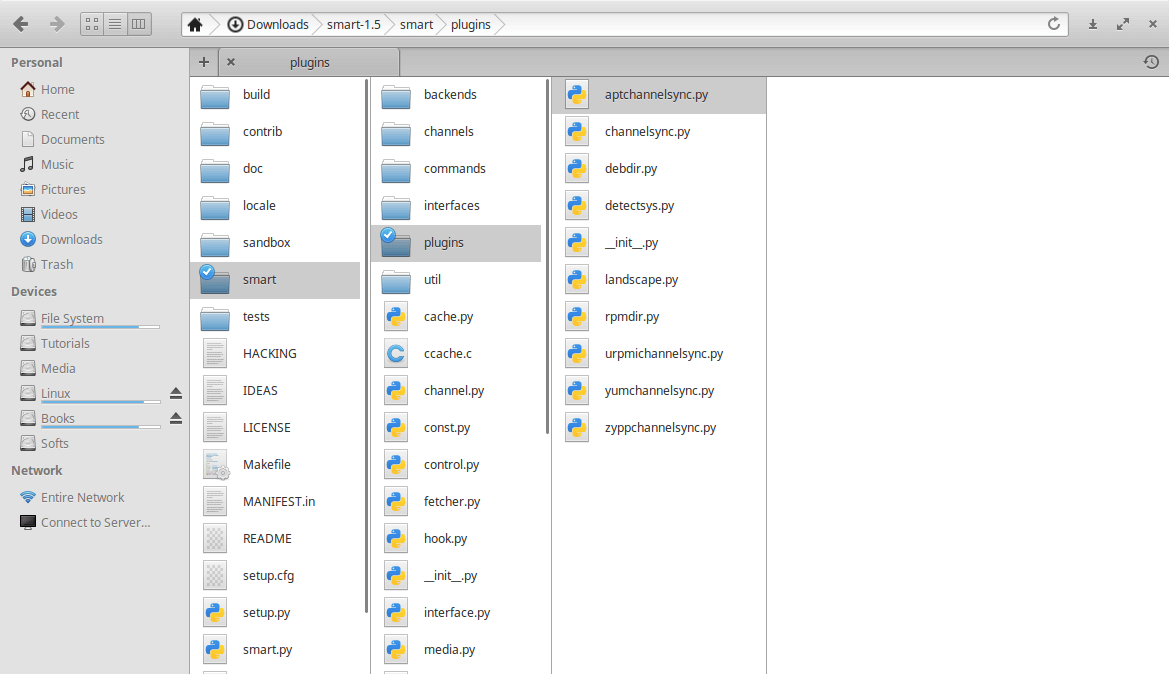 Downloads smart-1.5 smart plugins
Personal
Home
Recent
Documents
Music
Pictures
Videos
Downloads
Trash
Devices
File System
Tutorials
Media
Linux
Books
Softs
Network
Entire Network
Connect to Server...
plugins
build
contrib
doc
locale
sandbox
smart
tests
HACKING
IDEAS
LICENSE
Makefile
MANIFEST.in
README
setup.cfg
setup.py
smart.py
backends
channels
commands
interfaces
plugins
util
cache.py
ccache.c
channel.py
const.py
control.py
fetcher.py
hook.py
__init__.py
interface.py
media.py
aptchannelsync.py
channelsync.py
debdir.py
detectsys.py
__init__.py
landscape.py
rpmdir.py
urpmichannelsync.py
yumchannelsync.py
zyppchannelsync.py